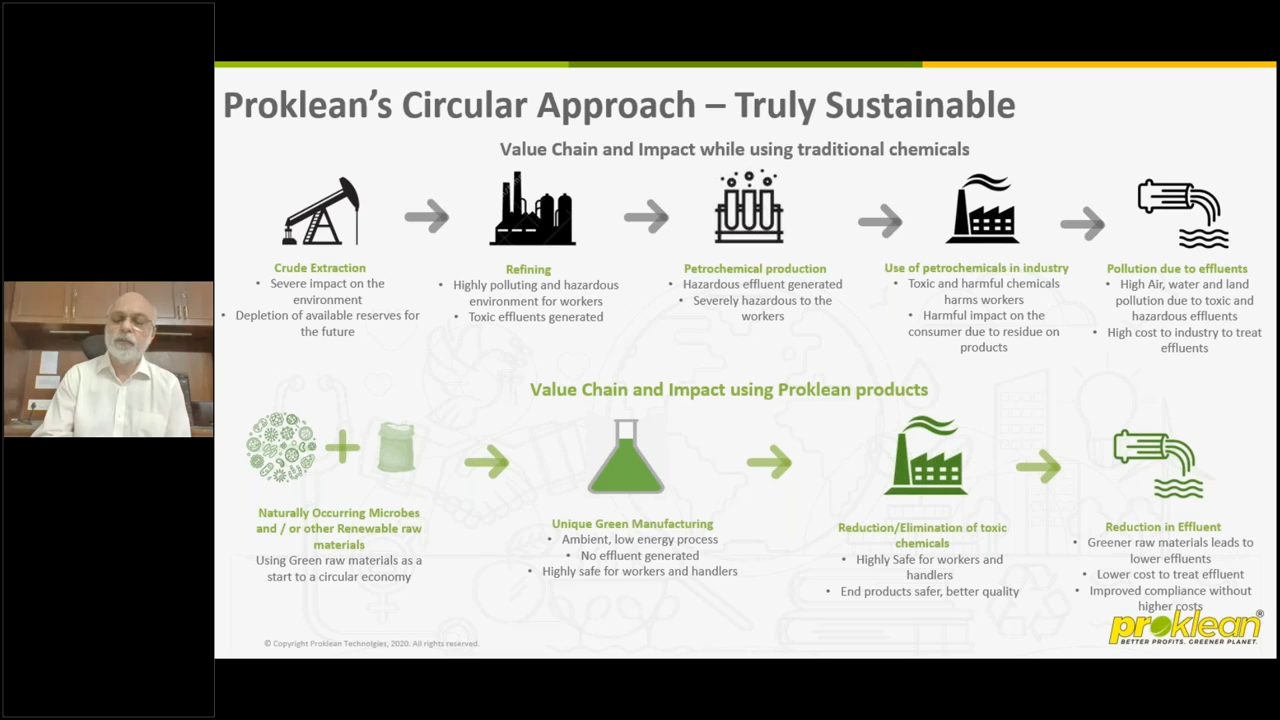 Proklean's Circular Approach – Truly Sustainable
Value Chain and Impact while using traditional chemicals
Crude Extraction
• Severe impact on the
environment
• Depletion of available reserves for
the future
Refining
• Highly polluting and hazardous
environment for workers
• Toxic effluents generated
Petrochemical production
• Hazardous effluent generated
• Severely hazardous to the
workers
Use of petrochemicals in industry
• Toxic and harmful chemicals
harms workers
• Harmful impact on the
consumer due to residue on
products
Pollution due to effluents
• High Air, water and land
pollution due to toxic and
hazardous effluents
• High cost to industry to treat
effluents
Value Chain and Impact using Proklean products
Naturally Occurring Microbes
and / or other Renewable raw
materials
Using Green raw materials as a
start to a circular economy
Unique Green Manufacturing
• Ambient, low energy process
• No effluent generated
• Highly safe for workers and handlers
Reduction/Elimination of toxic
chemicals
• Highly Safe for workers and
handlers
• End products safer, better quality
Reduction in Effluent
• Greener raw materials leads to
lower effluents
• Lower cost to treat effluent
• Improved compliance without
higher costs
© Copyright Proklean Technolgies, 2020. All rights reserved.
proklean®
BETTER PROFITS. GREENER PLANET.